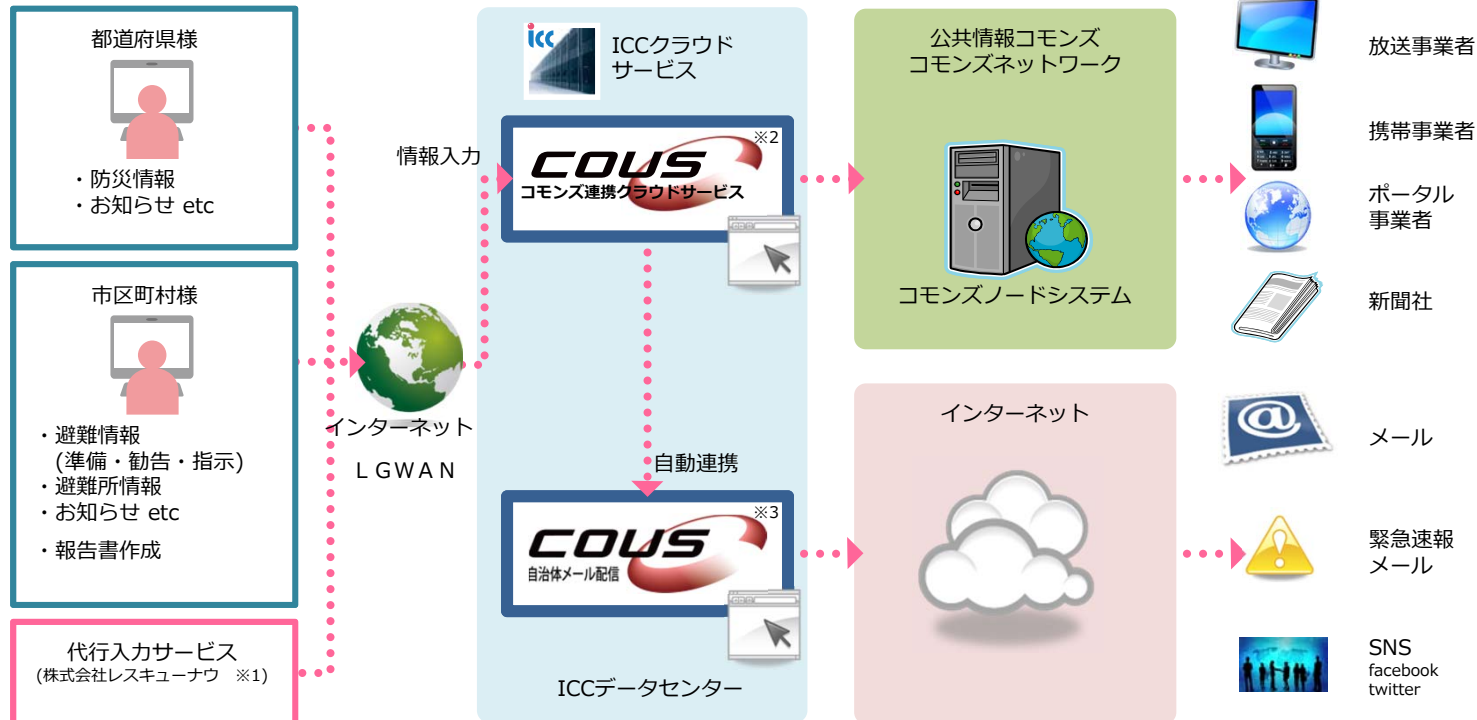 都道府県様
・防災情報
・お知らせ etc
市区町村様
・避難情報
(準備・勧告・指示)
・避難所情報
・お知らせ etc
・報告書作成
代行入力サービス
(株式会社レスキューナウ ※1)
インターネット
ＬＧＷＡＮ
情報入力
icc
ICCクラウド
サービス
※2
COUS
コモンズ連携クラウドサービス
自動連携
※3
COUS
自治体メール配信
ICCデータセンター
公共情報コモンズ
コモンズネットワーク
コモンズノードシステム
インターネット
放送事業者
携帯事業者
ポータル
事業者
新聞社
@
メール
緊急速報
メール
SNS
facebook
twitter